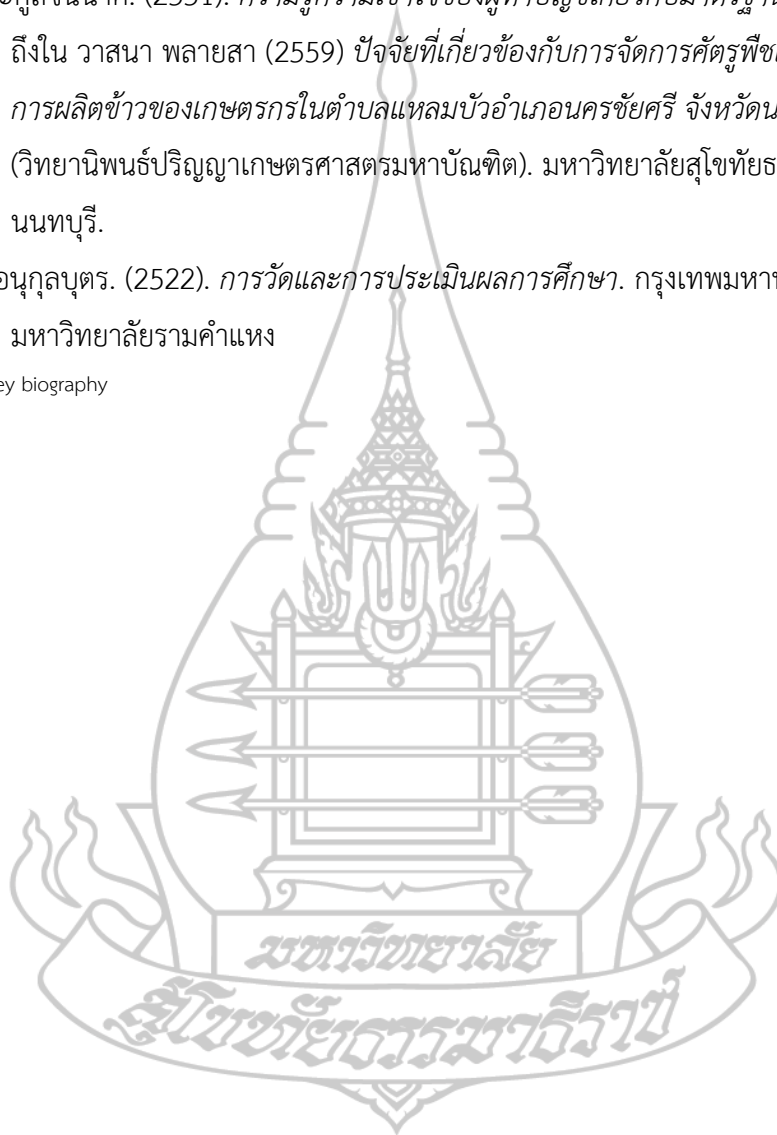 ถึงใน วาสนา พลายสา (2559) ปัจจัยที่เกี่ยวข้องกับการจัดการศัตรูพืช
การผลิตข้าวของเกษตรกรในตำบลแหลมบัวอำเภอนครชัยศรี
(วิทยานิพนธ์ปริญญาเกษตรศาสตรมหาบัณฑิต). มหาวิทยาลัยสุโขทัยธ
นนทบุรี.
อนุกุลบุตร. (2522). การวัดและการประเมินผลการศึกษา. กรุงเทพมหา
มหาวิทยาลัยรามคำแหง
ey biography
มหาวิทยาลัย
สุโขทัยธรรมาธิราช